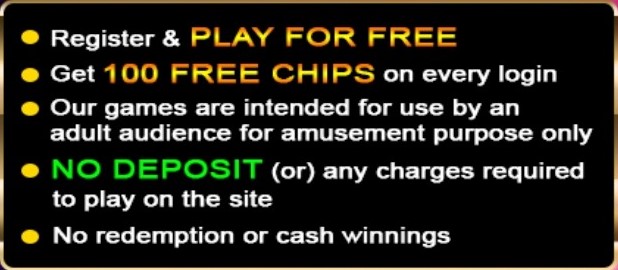 Register & PLAY FOR FREE
Get 100 FREE CHIPS on every login
Our games are intended for use by an
adult audience for amusement purpose only
NO DEPOSIT (or) any charges required
to play on the site
No redemption or cash winnings